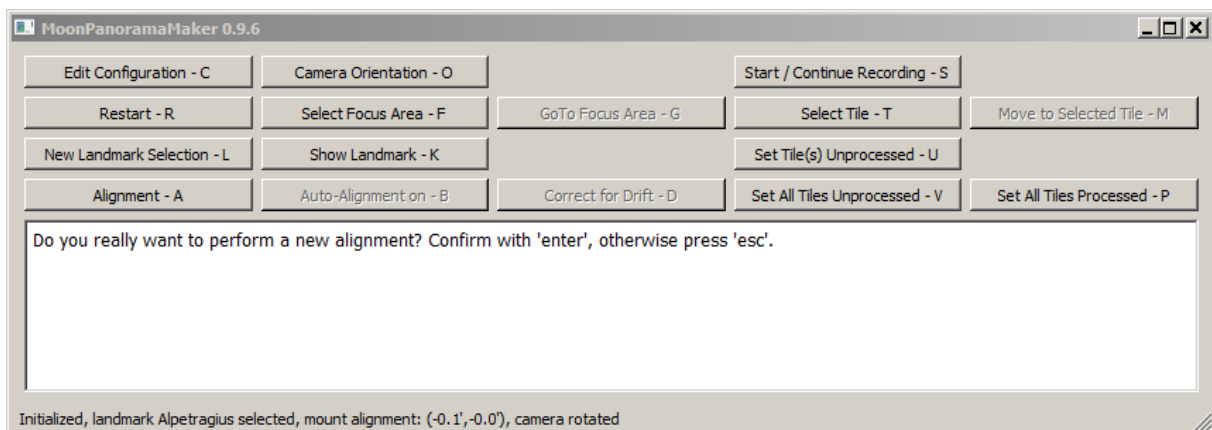 MoonPanoramaMaker 0.9.6
Edit Configuration - C Camera Orientation - O Start / Continue Recording - S
Restart - R Select Focus Area - F GoTo Focus Area - G Select Tile - T Move to Selected Tile - M
New Landmark Selection - L Show Landmark - K Set Tile(s) Unprocessed - U
Alignment - A Auto-Alignment on - B Correct for Drift - D Set All Tiles Unprocessed - V Set All Tiles Processed - P
Do you really want to perform a new alignment? Confirm with 'enter', otherwise press 'esc'.
Initialized, landmark Alpetragius selected, mount alignment: (-0.1',-0.0'), camera rotated